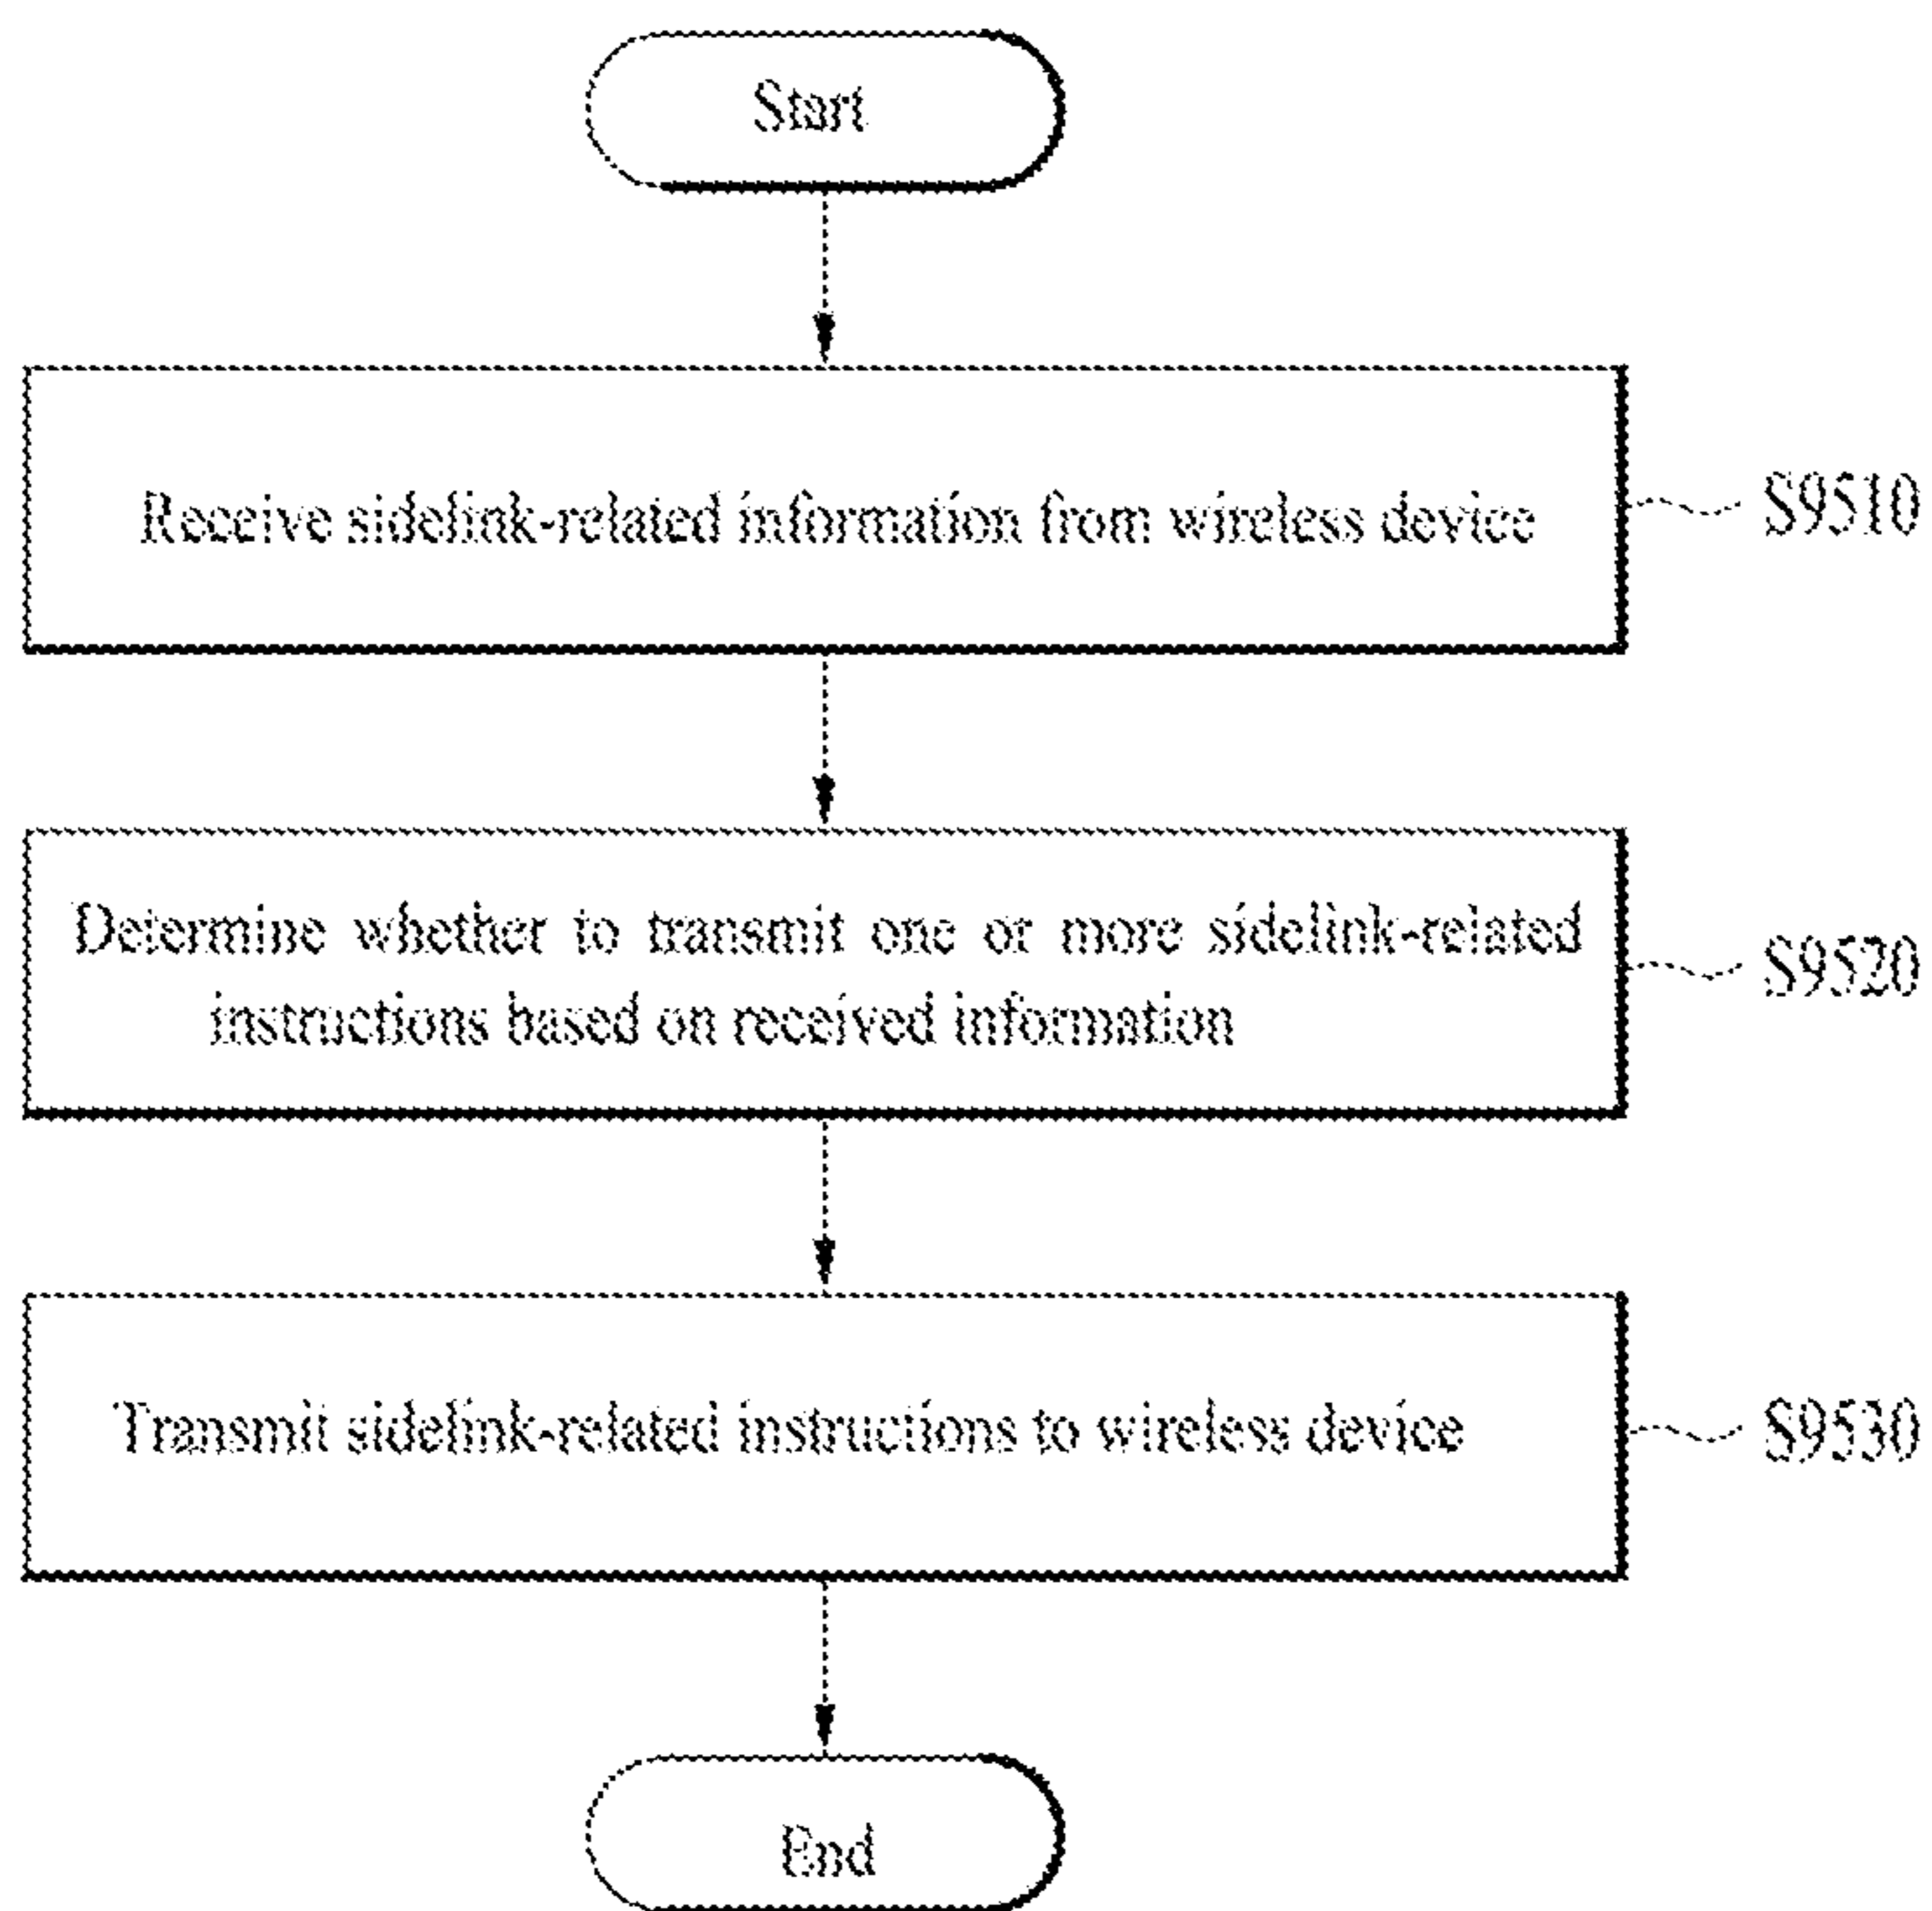 Start
Receive sidelink-related information from wireless device
S9510
Determine whether to transmit one or more sidelink-related
instructions based on received information
S9520
Transmit sidelink-related instructions to wireless device
S9530
End